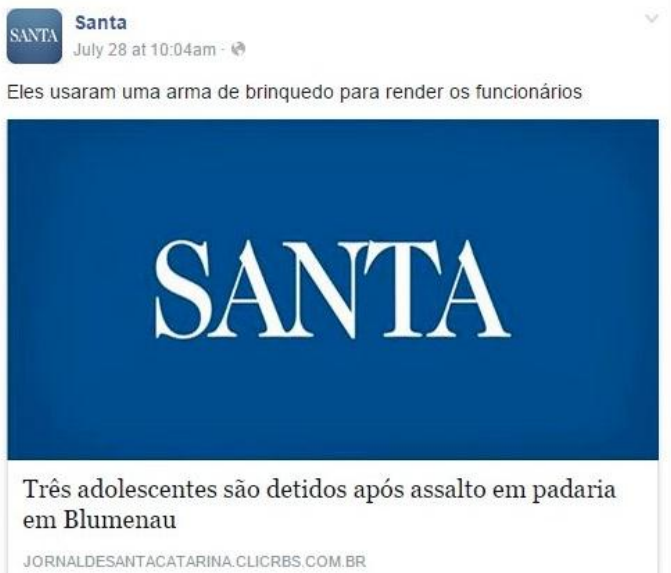 SANTA
Santa
July 28 at 10:04am ·
Eles usaram uma arma de brinquedo para render os funcionários
SANTA
Três adolescentes são detidos após assalto em padaria
em Blumenau
JORNALDESANTACATARINA.CLICRBS.COM.BR